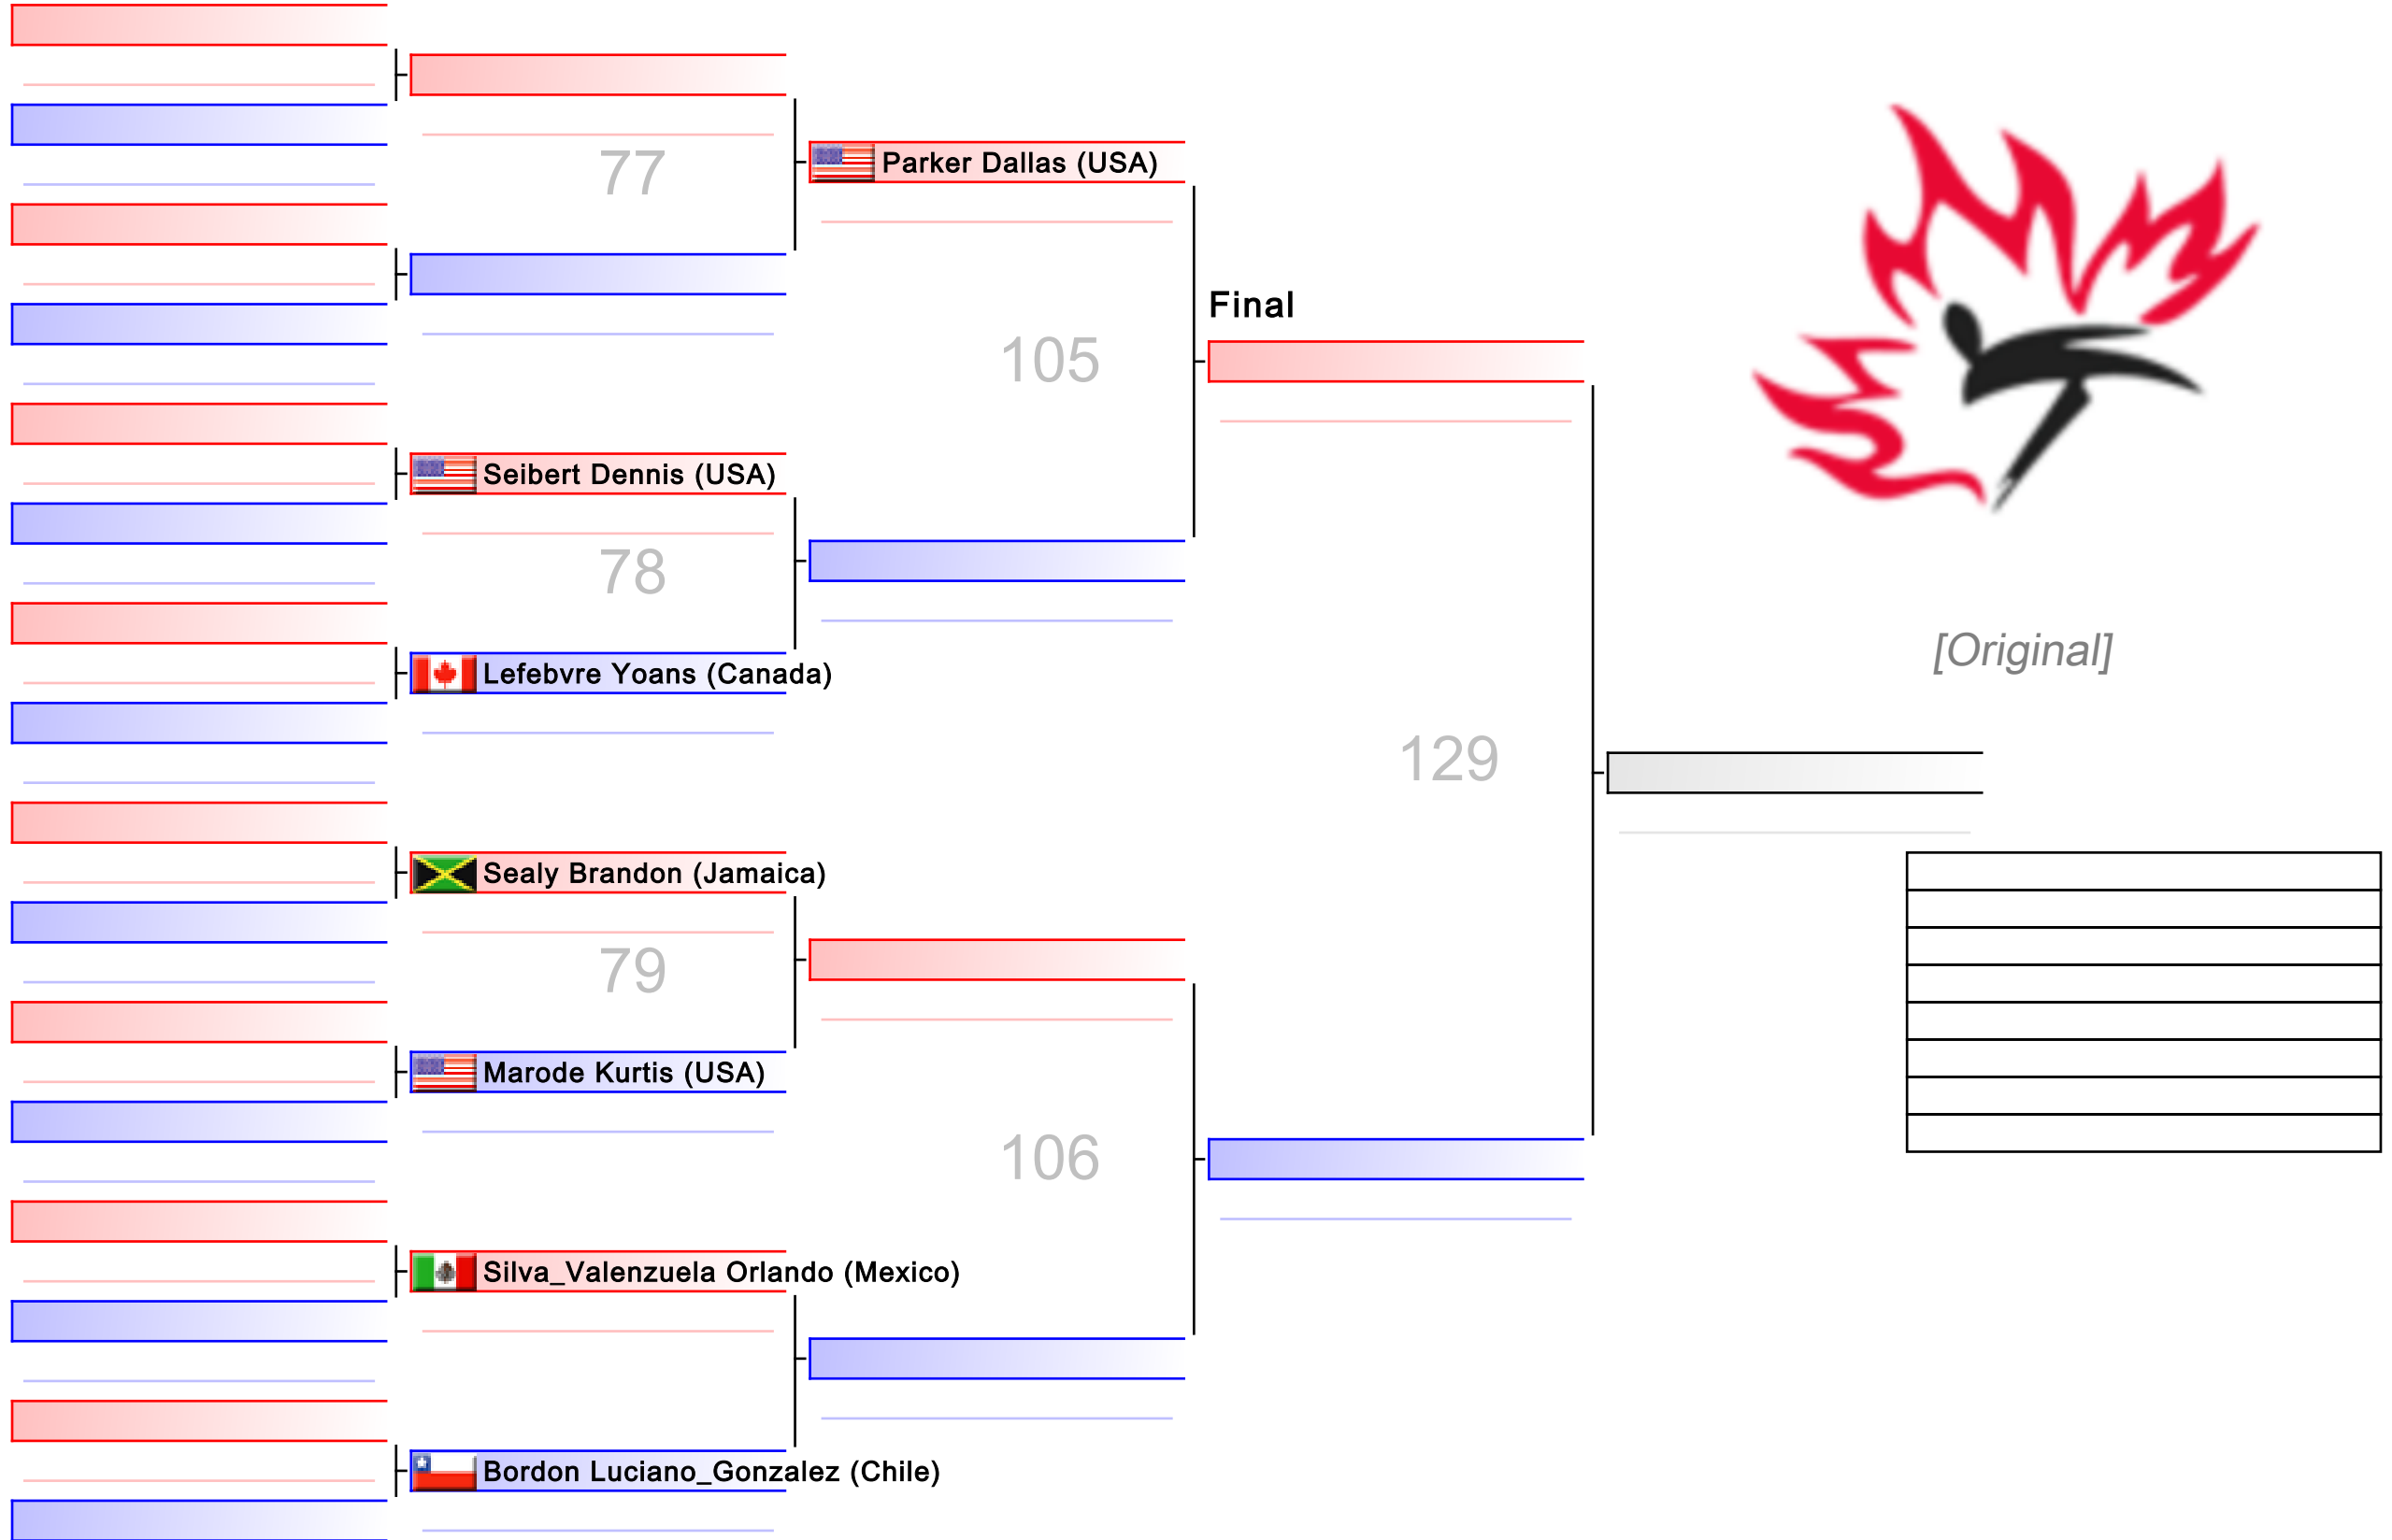 77
Parker Dallas (USA)
105
Final
Seibert Dennis (USA)
78
Lefebvre Yoans (Canada)
[Original]
129
Sealy Brandon (Jamaica)
79
Marode Kurtis (USA)
106
Silva_Valenzuela Orlando (Mexico)
Bordon Luciano_Gonzalez (Chile)